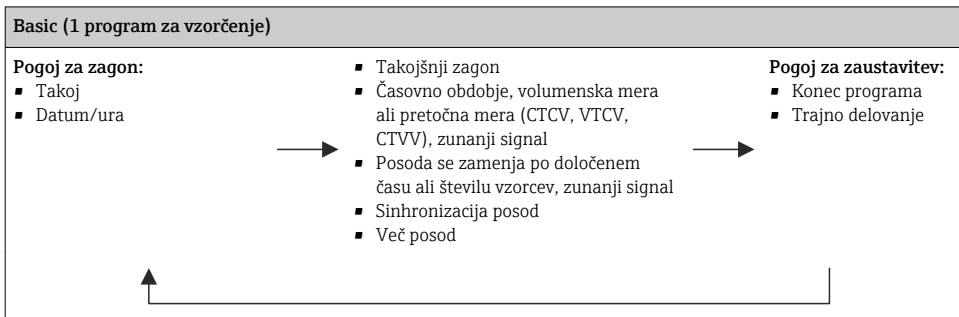 Basic (1 program za vzorčenje)
Pogoj za zagon:
▪ Takoj
▪ Datum/ura
▪ Takojšnji zagon
▪ Časovno obdobje, volumenska mera
ali pretočna mera (CTCV, VTCV,
CTVV), zunanji signal
▪ Posoda se zamenja po določenem
času ali številu vzorcev, zunanji signal
▪ Sinhronizacija posod
▪ Več posod
Pogoj za zaustavitev:
▪ Konec programa
▪ Trajno delovanje